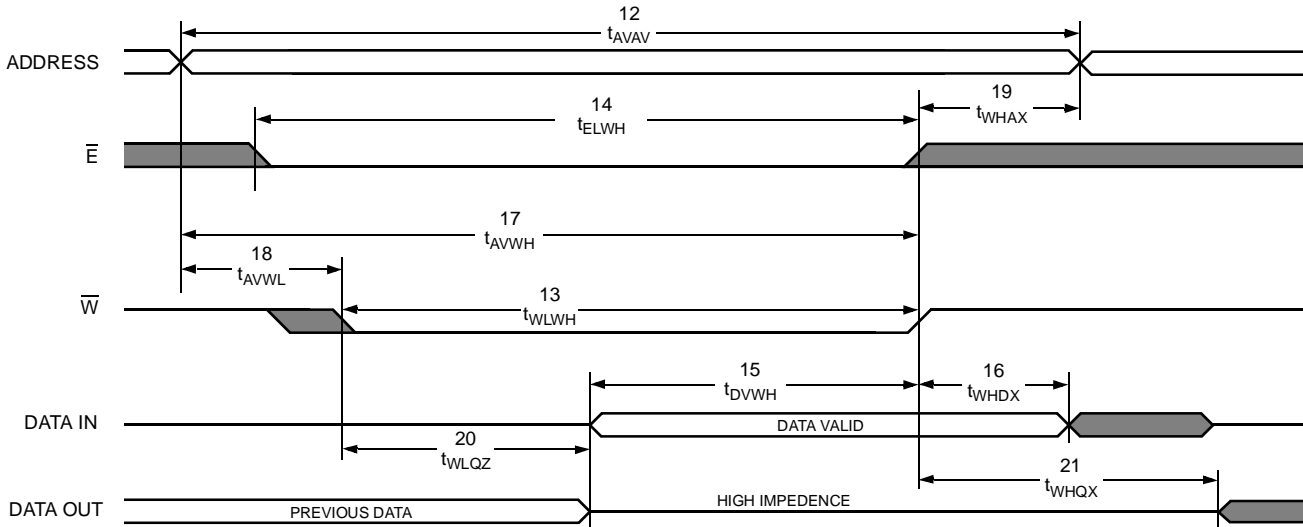 12
tAVAV
ADDRESS
19
tWHAX
14
tELWH
E̅
17
tAVWH
18
tAVWL
W̅
13
tWLWH
15
tDVWH
16
tWHDX
DATA IN
DATA VALID
20
tWLQZ
21
tWHQX
DATA OUT
PREVIOUS DATA
HIGH IMPEDENCE